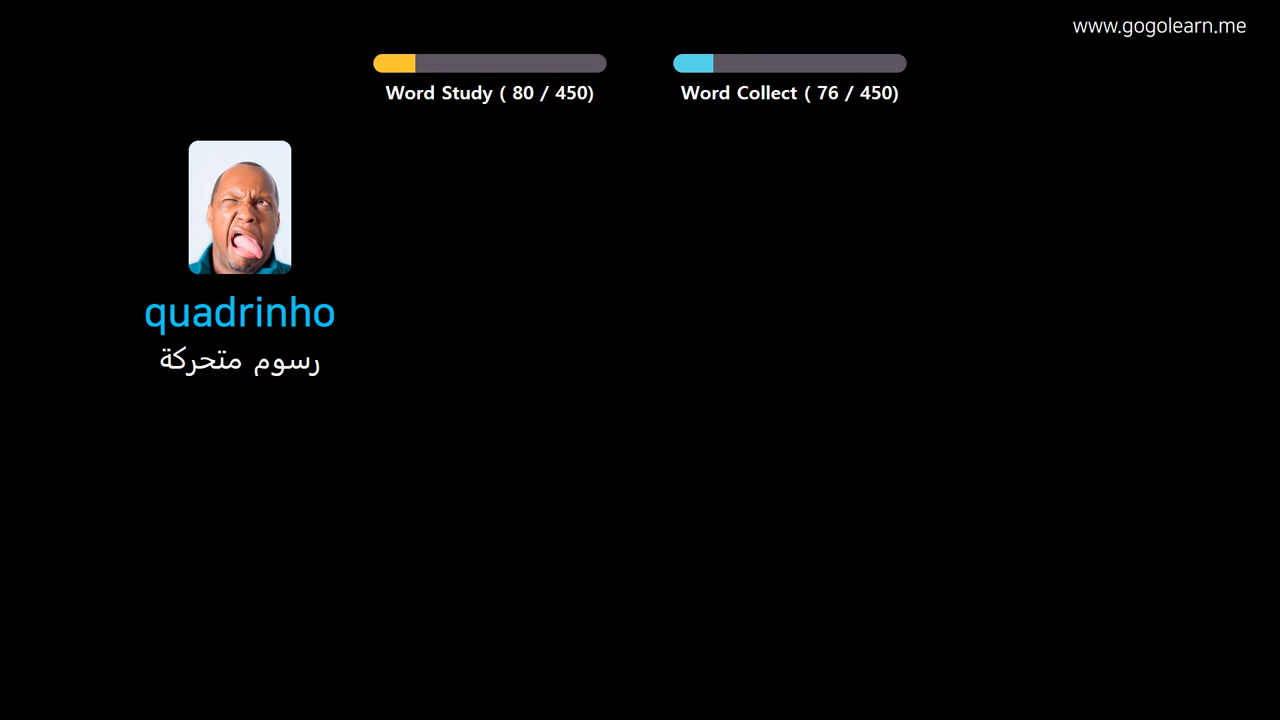 www.gogolearn.me
Word Study ( 80 / 450)
Word Collect ( 76 / 450)
quadrinho
رسوم متحركة